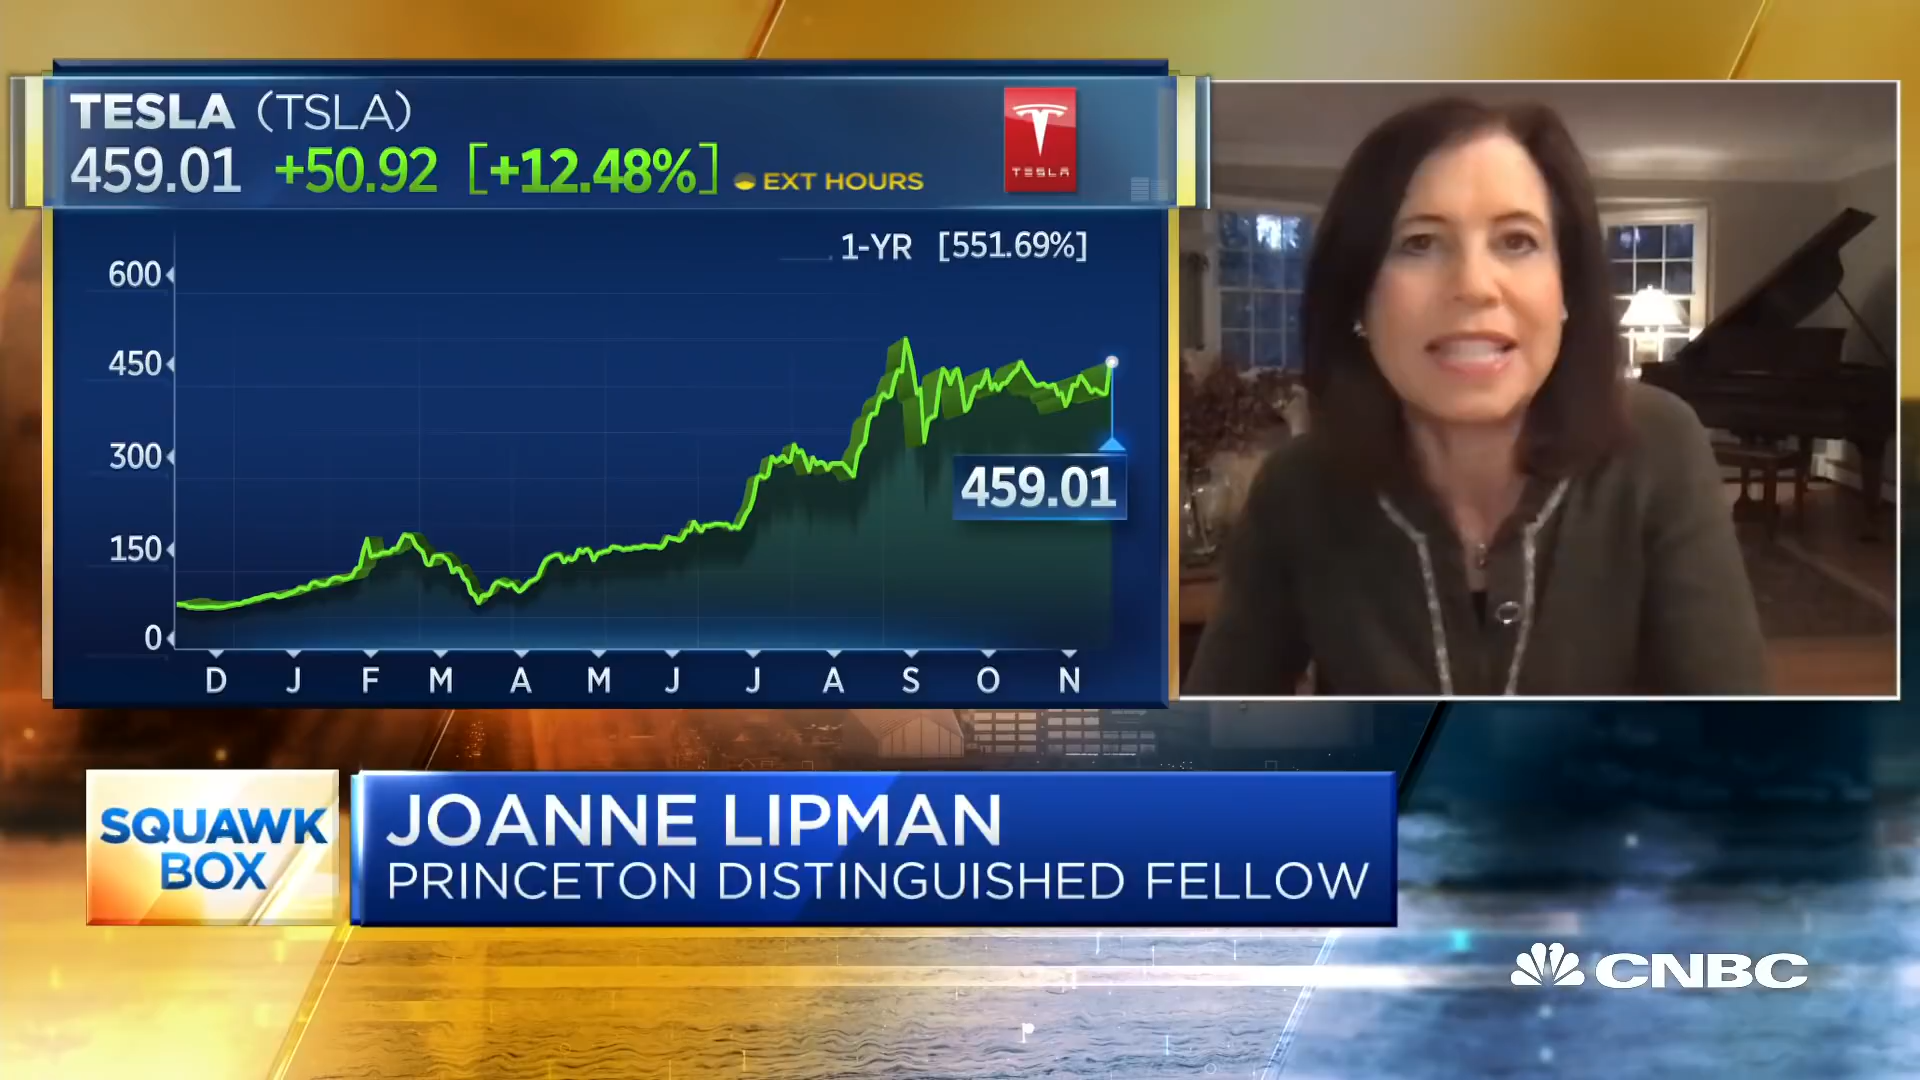 TESLA (TSLA)
459.01 +50.92 [+12.48%] EXT HOURS
TESLA
1-YR [551.69%]
600
450
300
150
0
459.01
D J F M A M J J A S O N
SQUAWK
BOX
JOANNE LIPMAN
PRINCETON DISTINGUISHED FELLOW
CNBC